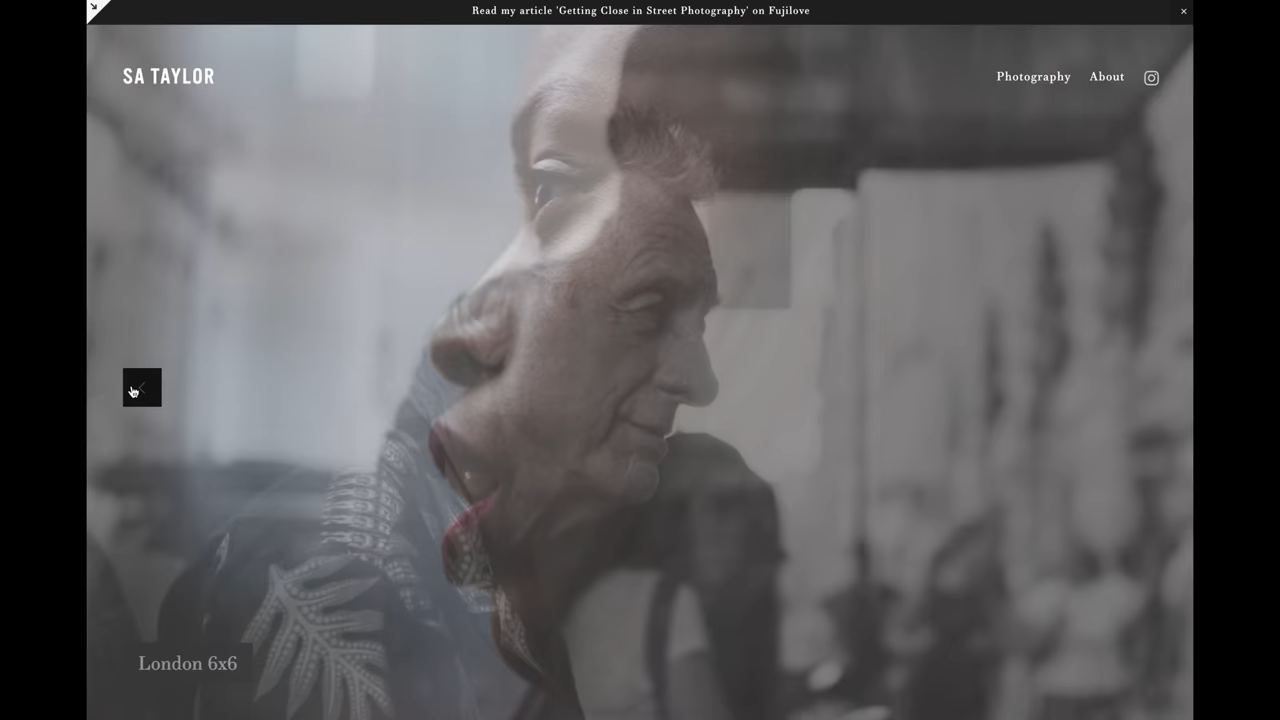 Read my article 'Getting Close in Street Photography' on Fujilove
SA TAYLOR
Photography About
London 6x6